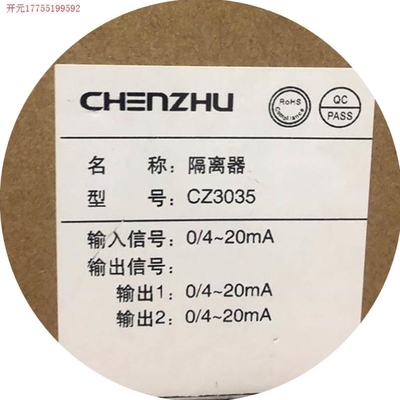 开元17755199592
CHENZHU
RoHS
Compliance
QC
PASS
名 称：隔离器
型 号：CZ3035
输入信号：0/4~20mA
输出信号：
输出1：0/4~20mA
输出2：0/4~20mA